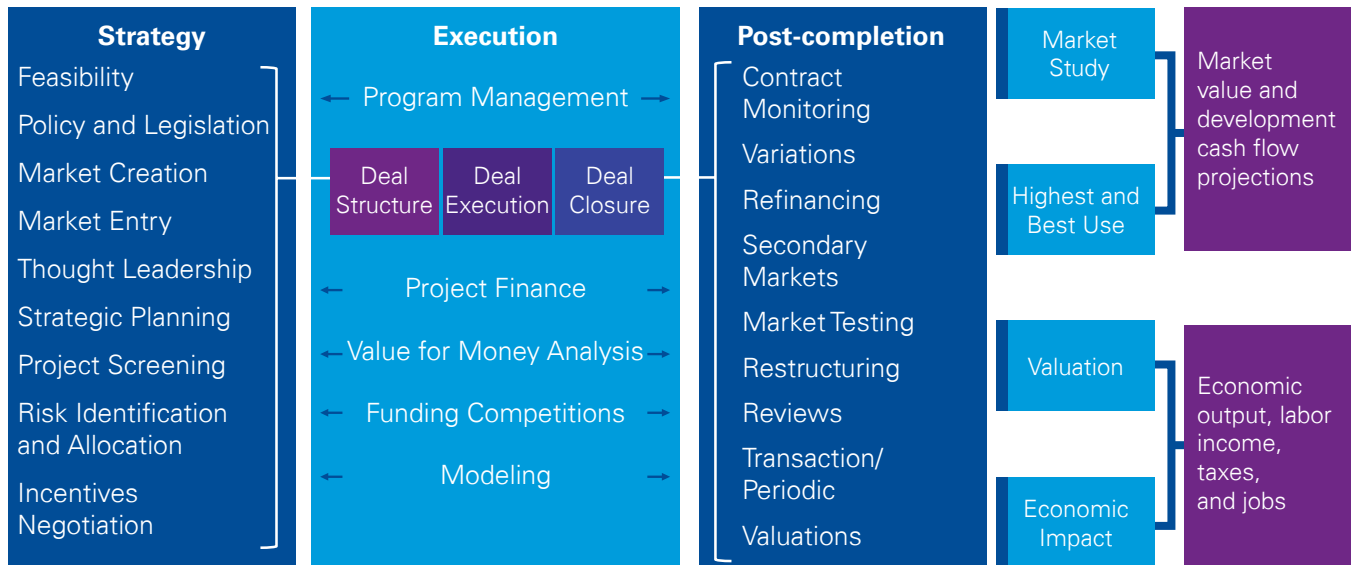 Strategy
Feasibility
Policy and Legislation
Market Creation
Market Entry
Thought Leadership
Strategic Planning
Project Screening
Risk Identification
and Allocation
Incentives
Negotiation
Execution
Program Management
Deal
Structure
Deal
Execution
Deal
Closure
Project Finance
Value for Money Analysis
Funding Competitions
Modeling
Post-completion
Contract
Monitoring
Variations
Refinancing
Secondary
Markets
Market Testing
Restructuring
Reviews
Transaction/
Periodic
Valuations
Market
Study
Highest and
Best Use
Market
value and
development
cash flow
projections
Valuation
Economic
Impact
Economic
output, labor
income,
taxes,
and jobs